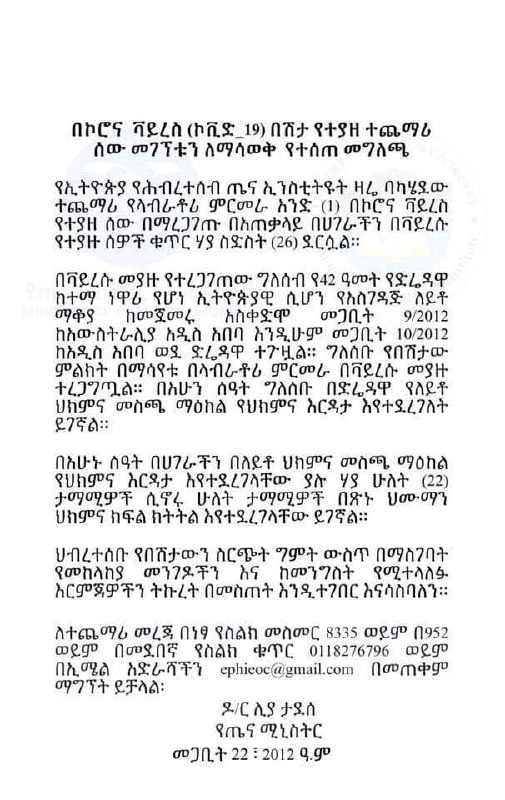 በኮሮና ቫይረስ (ኮቪድ_19) በሽታ የተያዘ ተጨማሪ
ሰው መገኘቱን ለማሳወቅ የተሰጠ መግለጫ
የኢትዮጵያ የሕብረተሰብ ጤና ኢንስቲትዩት ዛሬ ባካሄደው
ተጨማሪ የላብራቶሪ ምርመራ አንድ (1) በኮሮና ቫይረስ
የተያዘ ሰው በማረጋገጡ በአጠቃላይ በሀገራችን በቫይረሱ
የተያዙ ሰዎች ቁጥር ሃያ ስድስት (26) ደርሷል፡፡
በቫይረሱ መያዙ የተረጋገጠው ግለሰብ የ42 ዓመት የድሬዳዋ
ከተማ ነዋሪ የሆነ ኢትዮጵያዊ ሲሆን የአስገዳጅ ለይቶ
ማቆያ ከመጀመሩ አስቀድሞ መጋቢት 9/2012
ከአውስትራሊያ አዲስ አበባ እንዲሁም መጋቢት 10/2012
ከአዲስ አበባ ወደ ድሬዳዋ ተጉዟል፡፡ ግለሰቡ የበሽታው
ምልክት በማሳየቱ በላብራቶሪ ምርመራ በቫይረሱ መያዙ
ተረጋግጧል፡፡ በአሁን ሰዓት ግለሰቡ በድሬዳዋ የለይቶ
ህክምና መስጫ ማዕከል የህክምና እርዳታ እየተደረገለት
ይገኛል፡፡
በአሁኑ ሰዓት በሀገራችን በለይቶ ህክምና መስጫ ማዕከል
የህክምና እርዳታ እየተደረገላቸው ያሉ ሃያ ሁለት (22)
ታማሚዎች ሲኖሩ ሁለት ታማሚዎች በጽኑ ህሙማን
ህክምና ክፍል ክትትል እየተደረገላቸው ይገኛል፡፡
ህብረተሰቡ የበሽታውን ስርጭት ግምት ውስጥ በማስገባት
የመከላከያ መንገዶችን እና ከመንግስት የሚተላለፉ
እርምጃዎችን ትኩረት በመስጠት እንዲተገበር እናሳስባለን፡፡
ለተጨማሪ መረጃ በነፃ የስልክ መስመር 8335 ወይም በ952
ወይም በመደበኛ የስልክ ቁጥር 0118276796 ወይም
በኢሜል አድራሻችን ephieoc@gmail.com በመጠቀም
ማግኘት ይቻላል፡
ዶ/ር ሊያ ታደሰ
የጤና ሚኒስትር
መጋቢት 22 ፣ 2012 ዓ.ም